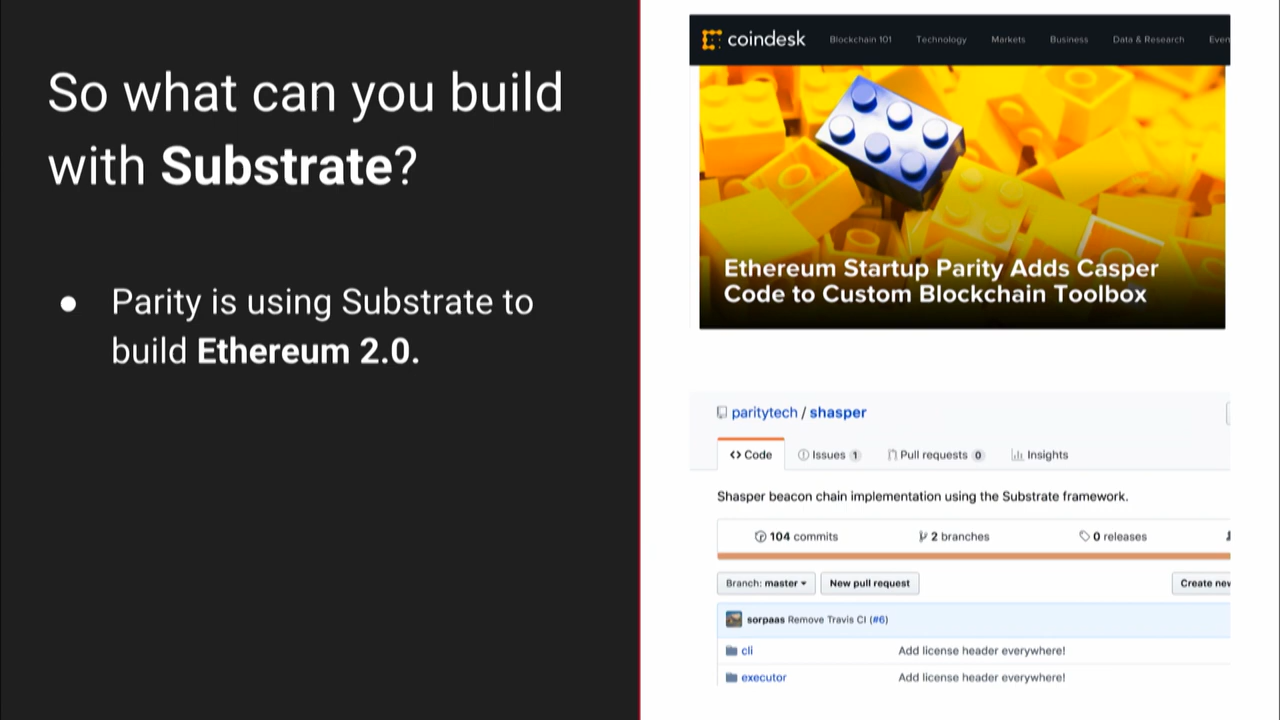 So what can you build
with Substrate?
● Parity is using Substrate to
build Ethereum 2.0.
coindesk Blockchain 101 Technology Markets Business Data & Research
Ethereum Startup Parity Adds Casper
Code to Custom Blockchain Toolbox
paritytech / shasper
Code Issues 1 Pull requests 0 Insights
Shasper beacon chain implementation using the Substrate framework.
104 commits 2 branches 0 releases
Branch: master New pull request Create new
sorpaas Remove Travis CI (#6)
cli Add license header everywhere!
executor Add license header everywhere!